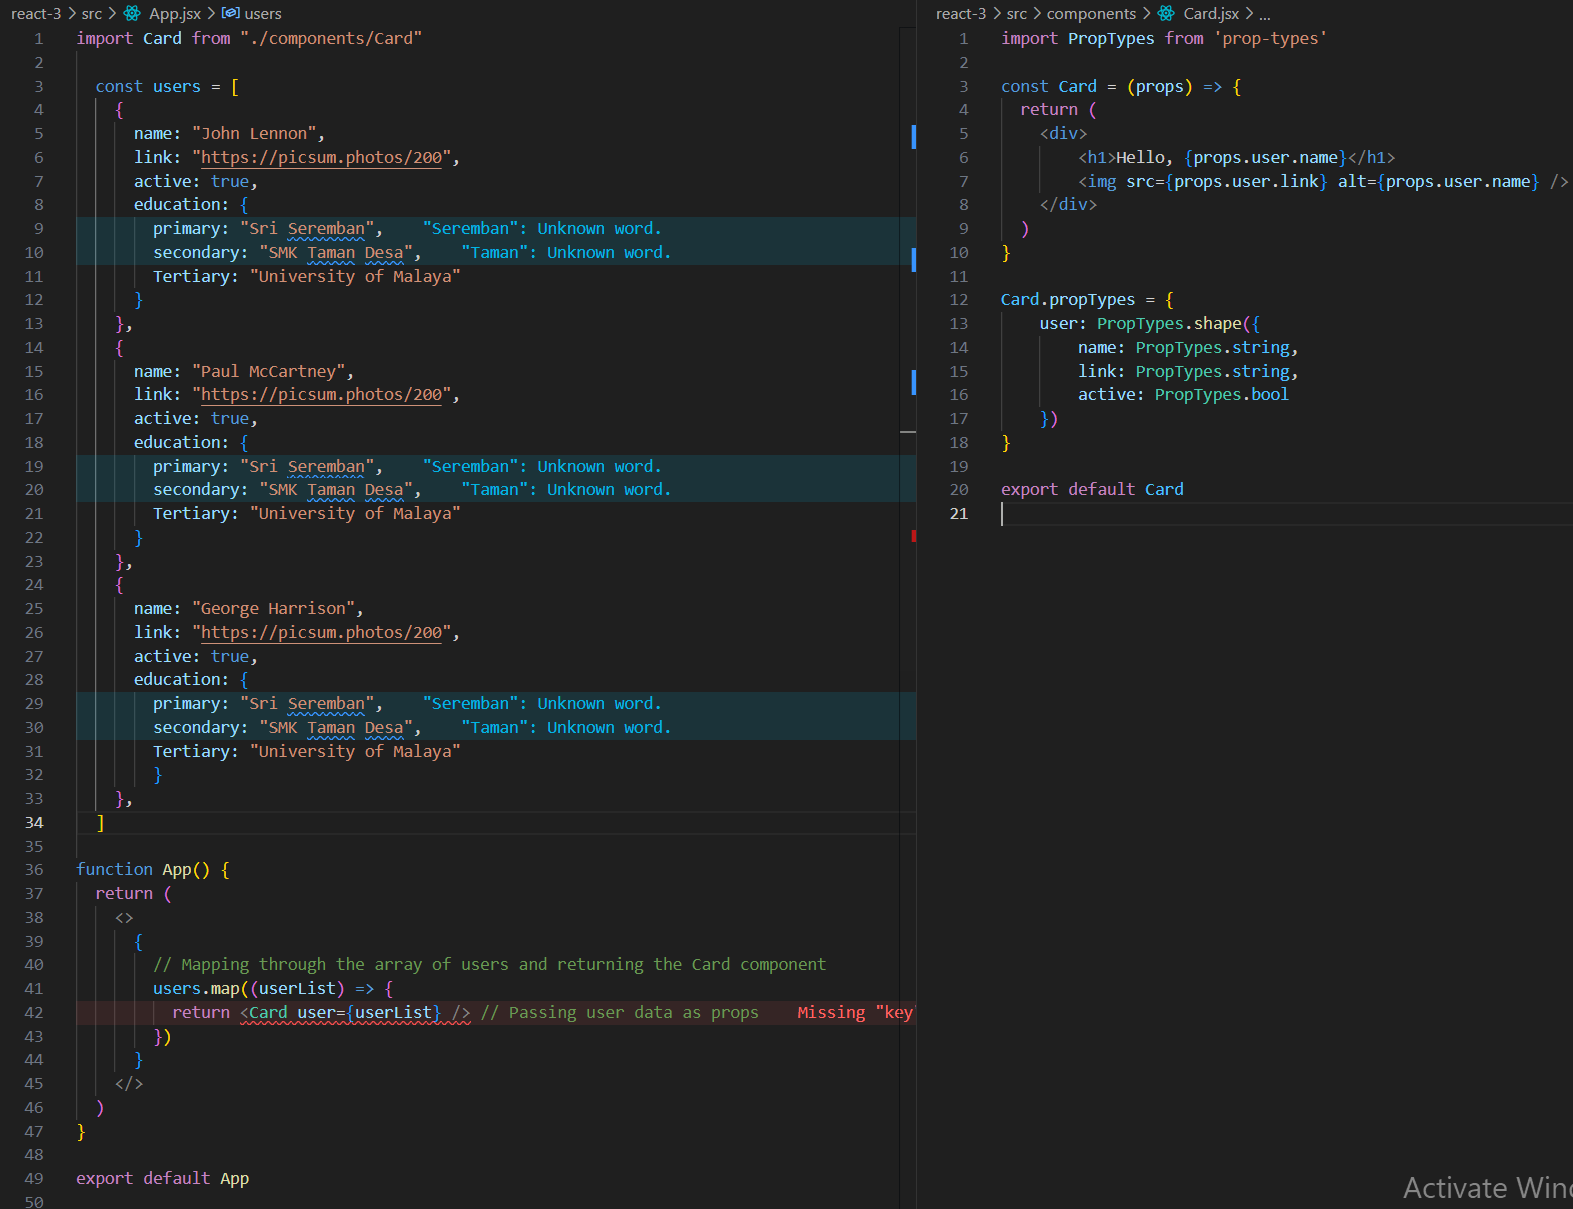 react-3 > src > App.jsx > users
1 import Card from "./components/Card"
2
3   const users = [
4     {
5       name: "John Lennon",
6       link: "https://picsum.photos/200",
7       active: true,
8       education: {
9         primary: "Sri Seremban",    "Seremban": Unknown word.
10         secondary: "SMK Taman Desa",    "Taman": Unknown word.
11         Tertiary: "University of Malaya"
12       }
13     },
14     {
15       name: "Paul McCartney",
16       link: "https://picsum.photos/200",
17       active: true,
18       education: {
19         primary: "Sri Seremban",    "Seremban": Unknown word.
20         secondary: "SMK Taman Desa",    "Taman": Unknown word.
21         Tertiary: "University of Malaya"
22       }
23     },
24     {
25       name: "George Harrison",
26       link: "https://picsum.photos/200",
27       active: true,
28       education: {
29         primary: "Sri Seremban",    "Seremban": Unknown word.
30         secondary: "SMK Taman Desa",    "Taman": Unknown word.
31         Tertiary: "University of Malaya"
32         }
33     },
34   ]
35
36 function App() {
37   return (
38     <>
39       {
40         // Mapping through the array of users and returning the Card component
41         users.map((userList) => {
42           return <Card user={userList} /> // Passing user data as props    Missing "key
43         })
44       }
45     </>
46   )
47 }
48
49 export default App
50
react-3 > src > components > Card.jsx > ...
1 import PropTypes from 'prop-types'
2
3 const Card = (props) => {
4   return (
5     <div>
6         <h1>Hello, {props.user.name}</h1>
7         <img src={props.user.link} alt={props.user.name} />
8     </div>
9   )
10 }
11
12 Card.propTypes = {
13     user: PropTypes.shape({
14         name: PropTypes.string,
15         link: PropTypes.string,
16         active: PropTypes.bool
17     })
18 }
19
20 export default Card
21
Activate Win